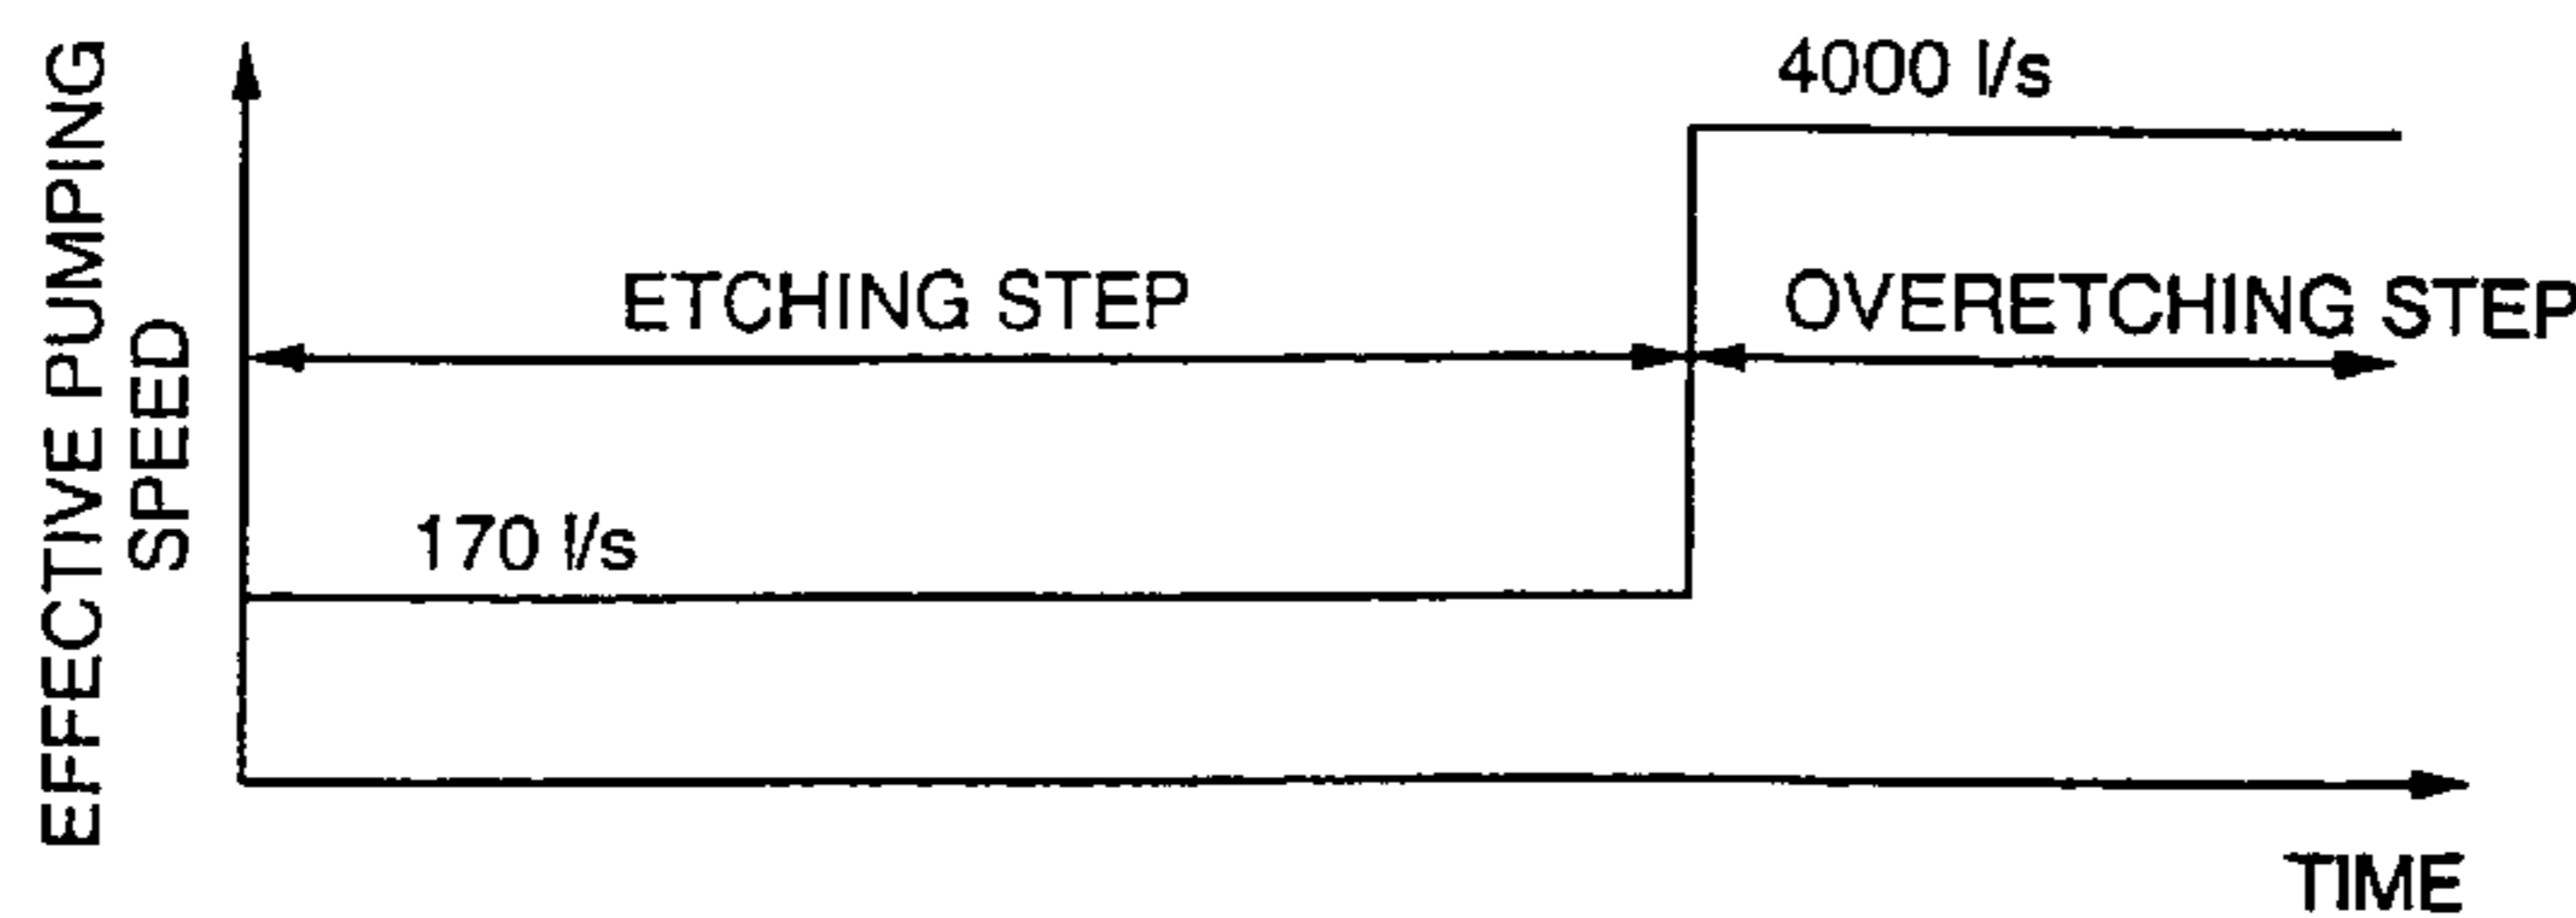 EFFECTIVE PUMPING
SPEED
4000 l/s
ETCHING STEP
OVERETCHING STEP
170 l/s
TIME